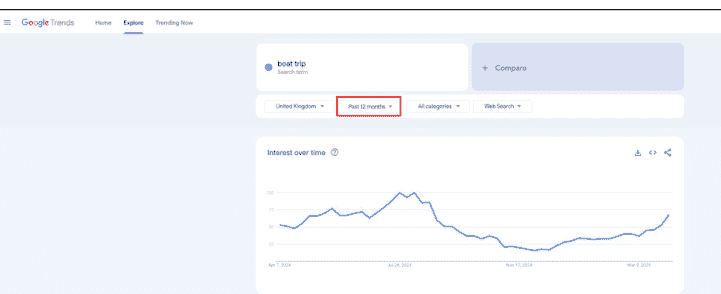 Google Trends Home Explore Trending Now
boat trip
Search term
+ Compare
United Kingdom Past 12 months All categories Web Search
Interest over time
100
75
50
25
Apr 7, 2024 Jul 28, 2024 Nov 17, 2024 Mar 9, 2025